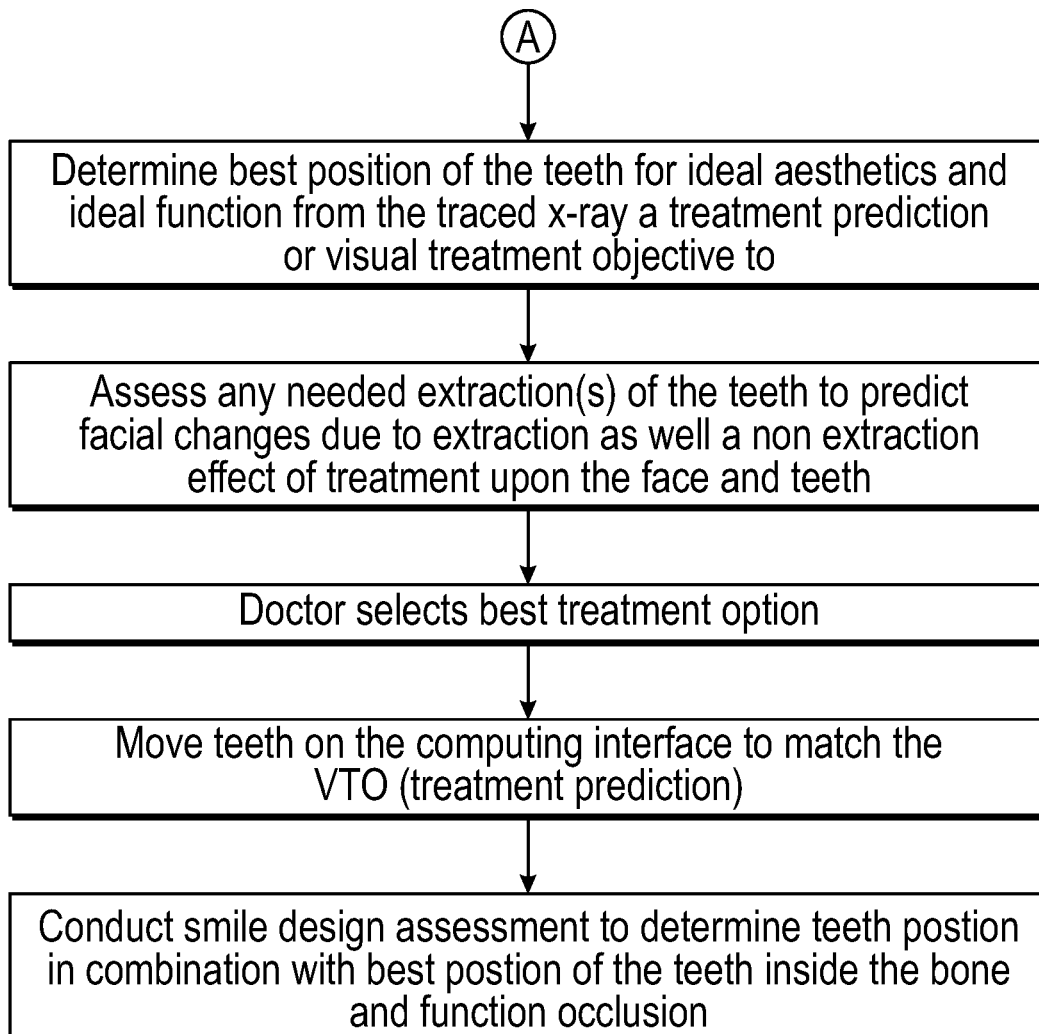 A
Determine best position of the teeth for ideal aesthetics and
ideal function from the traced x-ray a treatment prediction
or visual treatment objective to
Assess any needed extraction(s) of the teeth to predict
facial changes due to extraction as well a non extraction
effect of treatment upon the face and teeth
Doctor selects best treatment option
Move teeth on the computing interface to match the
VTO (treatment prediction)
Conduct smile design assessment to determine teeth postion
in combination with best postion of the teeth inside the bone
and function occlusion